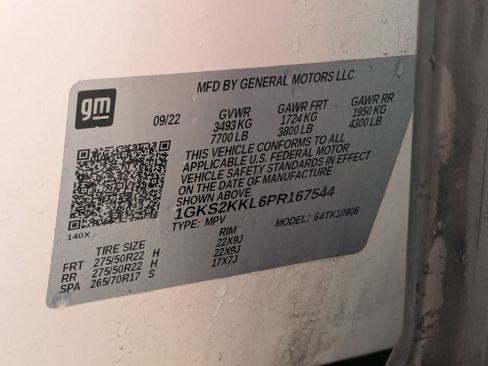 gm
MFD BY GENERAL MOTORS LLC
09/22
GVWR GAWR FRT GAWR RR
3493 KG 1724 KG 1950 KG
7700 LB 3800 LB 4300 LB
THIS VEHICLE CONFORMS TO ALL
APPLICABLE U.S. FEDERAL MOTOR
VEHICLE SAFETY STANDARDS IN EFFECT
ON THE DATE OF MANUFACTURE
SHOWN ABOVE.
1GKS2KKL6PR167544
TYPE: MPV MODEL: 64TK10906
140X
TIRE SIZE RIM
FRT 275/50R22 H 22X9J
RR 275/50R22 H 22X9J
SPA 265/70R17 S 17X7J